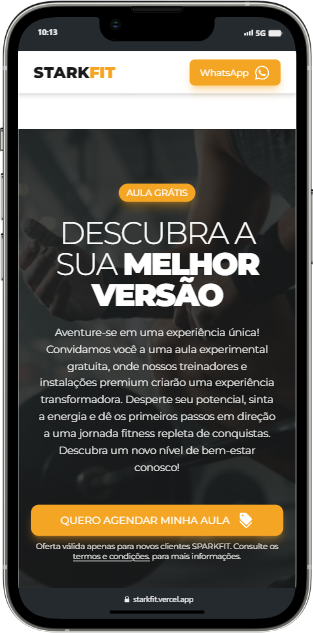 10:13
5G
STARKFIT
WhatsApp
AULA GRÁTIS
DESCUBRA A
SUA MELHOR
VERSÃO
Aventure-se em uma experiência única!
Convidamos você a uma aula experimental
gratuita, onde nossos treinadores e
instalações premium criarão uma experiência
transformadora. Desperte seu potencial, sinta
a energia e dê os primeiros passos em direção
a uma jornada fitness repleta de conquistas.
Descubra um novo nível de bem-estar
conosco!
QUERO AGENDAR MINHA AULA
Oferta válida apenas para novos clientes SPARKFIT. Consulte os
termos e condições, para mais informações.
starkfit.vercel.app